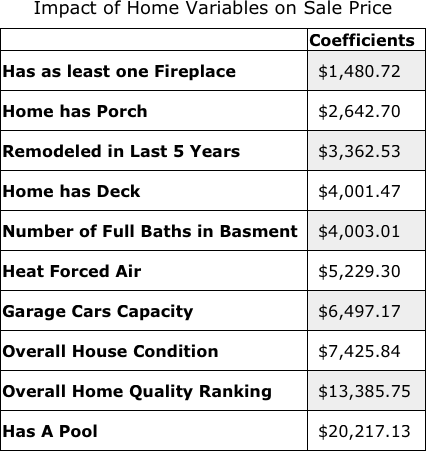 Impact of Home Variables on Sale Price
Coefficients
Has as least one Fireplace $1,480.72
Home has Porch $2,642.70
Remodeled in Last 5 Years $3,362.53
Home has Deck $4,001.47
Number of Full Baths in Basment $4,003.01
Heat Forced Air $5,229.30
Garage Cars Capacity $6,497.17
Overall House Condition $7,425.84
Overall Home Quality Ranking $13,385.75
Has A Pool $20,217.13